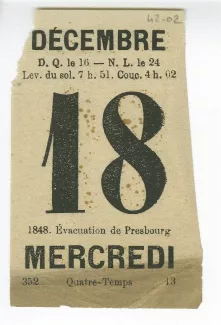 42-02
DÉCEMBRE
D. Q. le 16 — N. L. le 24
Lev. du sol. 7 h. 51. Couc. 4 h. 02
18
1848. Évacuation de Presbourg
MERCREDI
352 Quatre-Temps 13